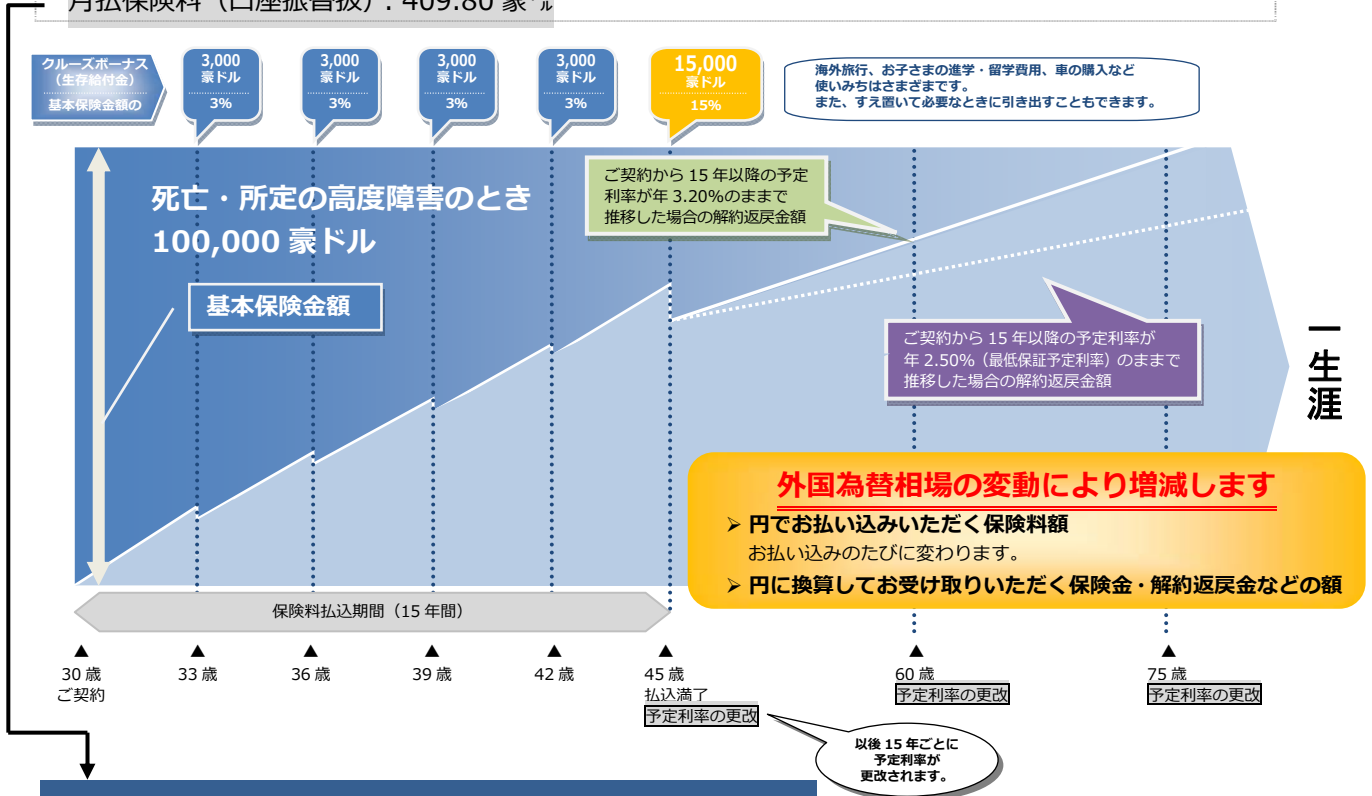 月払保険料（口座振替扱）: 409.80 豪ドル
クルーズボーナス
（生存給付金）
基本保険金額の
3,000
豪ドル
3%
3,000
豪ドル
3%
3,000
豪ドル
3%
3,000
豪ドル
3%
15,000
豪ドル
15%
海外旅行、お子さまの進学・留学費用、車の購入など
使いみちはさまざまです。
また、すえ置いて必要なときに引き出すこともできます。
死亡・所定の高度障害のとき
100,000 豪ドル
基本保険金額
ご契約から 15 年以降の予定
利率が年 3.20%のままで
推移した場合の解約返戻金額
ご契約から 15 年以降の予定利率が
年 2.50%（最低保証予定利率）のままで
推移した場合の解約返戻金額
一生涯
外国為替相場の変動により増減します
➢ 円でお払い込みいただく保険料額
お払い込みのたびに変わります。
➢ 円に換算してお受け取りいただく保険金・解約返戻金などの額
保険料払込期間（15 年間）
▲
30 歳
ご契約
▲
33 歳
▲
36 歳
▲
39 歳
▲
42 歳
▲
45 歳
払込満了
予定利率の更改
▲
60 歳
予定利率の更改
▲
75 歳
予定利率の更改
以後 15 年ごとに
予定利率が
更改されます。